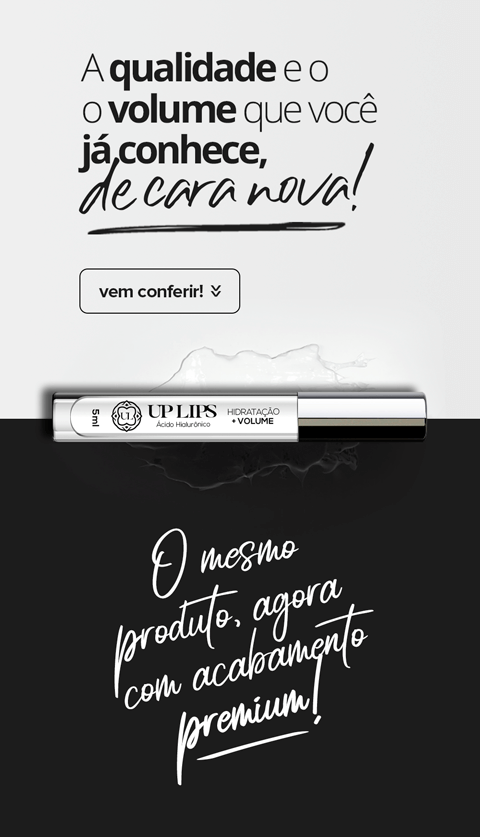 A qualidade e o
o volume que você
já conhece,
de cara nova!
vem conferir!
5ml
UL
UP LIPS
Ácido Hialurônico
HIDRATAÇÃO
+ VOLUME
O mesmo
produto, agora
com acabamento
premium!